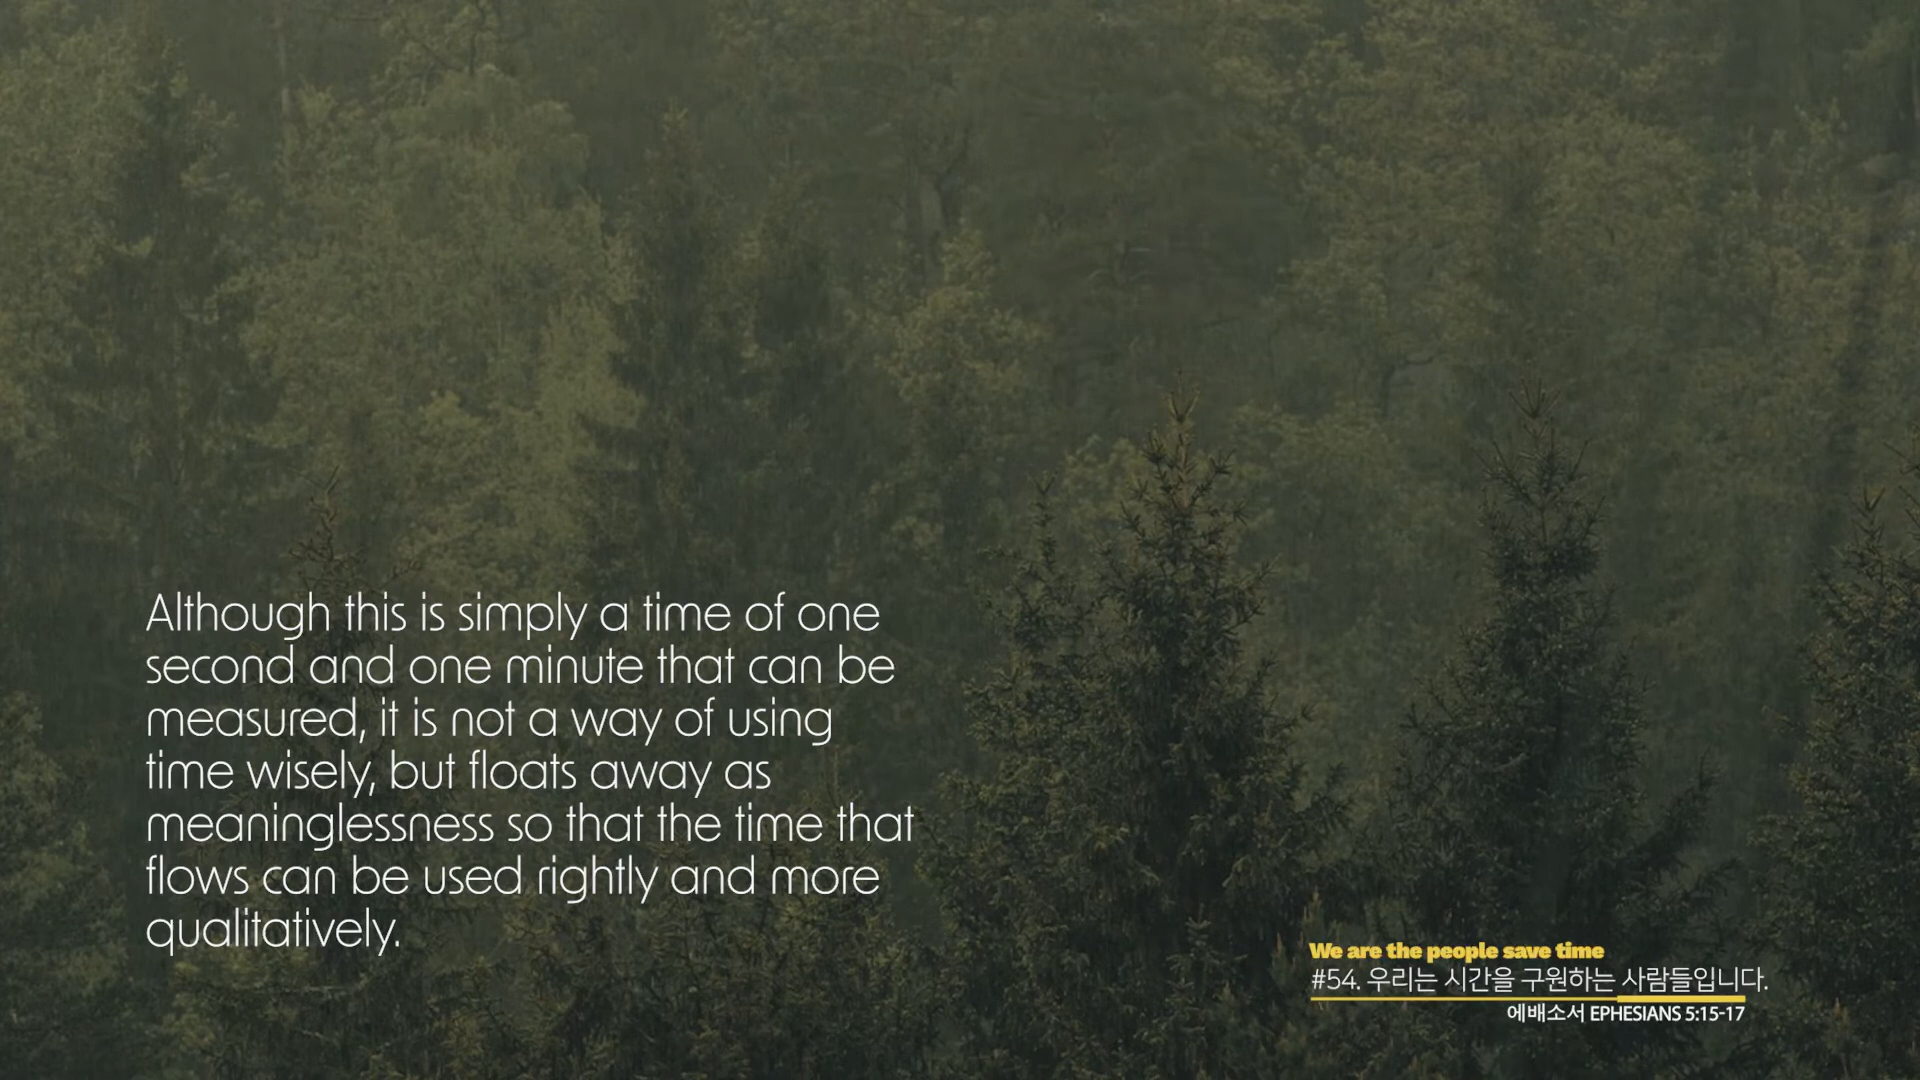 Although this is simply a time of one
second and one minute that can be
measured, it is not a way of using
time wisely, but floats away as
meaninglessness so that the time that
flows can be used rightly and more
qualitatively.
We are the people save time
#54. 우리는 시간을 구원하는 사람들입니다.
에배소서 EPHESIANS 5:15-17